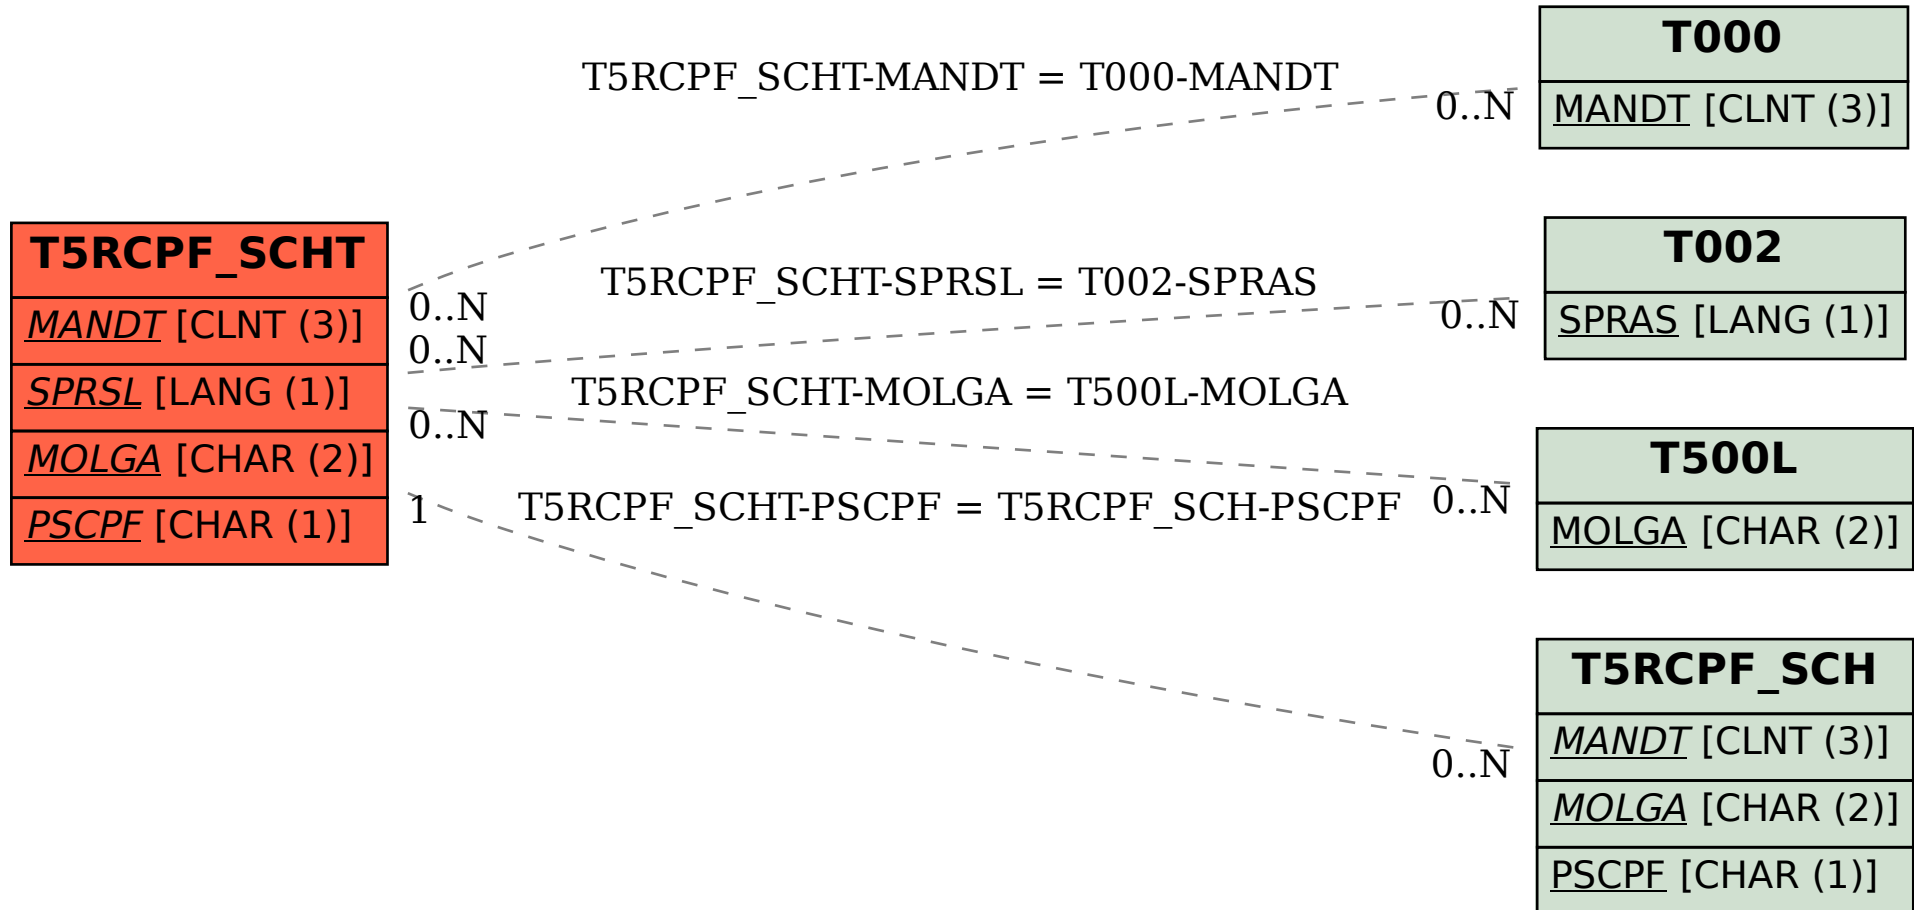 T5RCPF_SCHT
MANDT [CLNT (3)]
SPRSL [LANG (1)]
MOLGA [CHAR (2)]
PSCPF [CHAR (1)]
T5RCPF_SCHT-MANDT = T000-MANDT
0..N
0..N
T5RCPF_SCHT-SPRSL = T002-SPRAS
0..N
0..N
T5RCPF_SCHT-MOLGA = T500L-MOLGA
0..N
0..N
T5RCPF_SCHT-PSCPF = T5RCPF_SCH-PSCPF
1
0..N
T000
MANDT [CLNT (3)]
T002
SPRAS [LANG (1)]
T500L
MOLGA [CHAR (2)]
T5RCPF_SCH
MANDT [CLNT (3)]
MOLGA [CHAR (2)]
PSCPF [CHAR (1)]